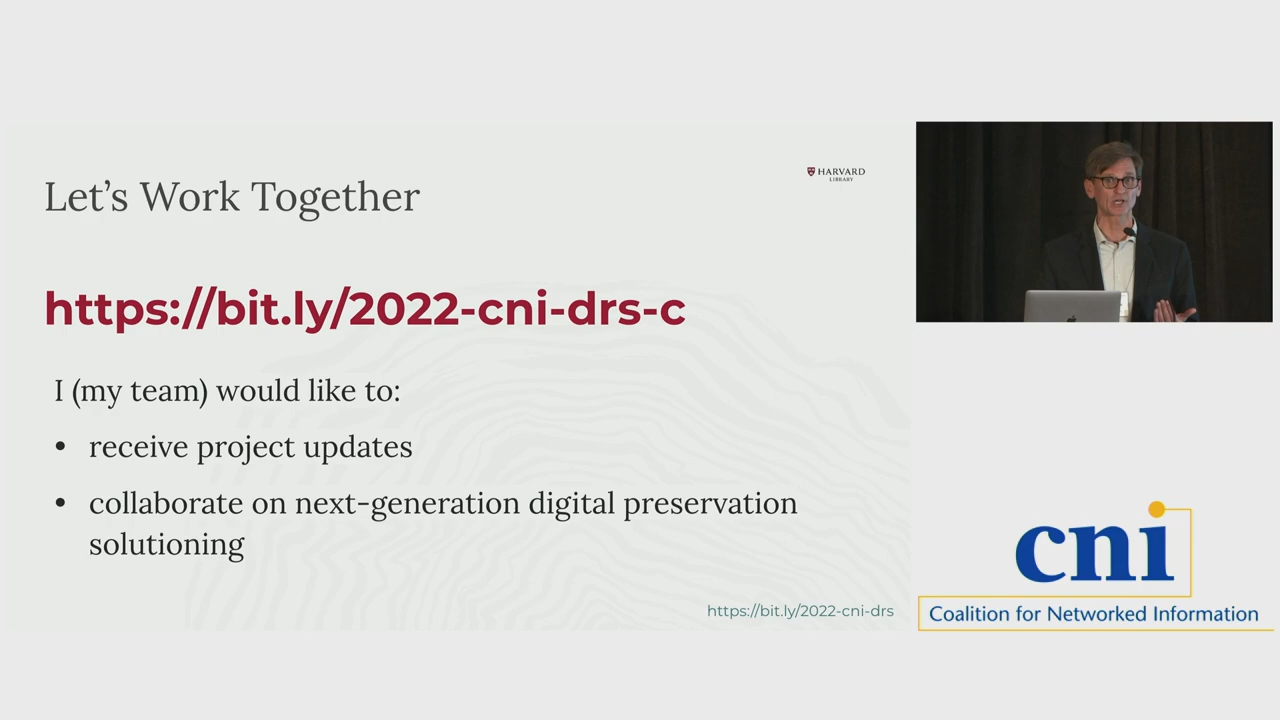 Let’s Work Together
HARVARD
LIBRARY
https://bit.ly/2022-cni-drs-c
I (my team) would like to:
• receive project updates
• collaborate on next-generation digital preservation
solutioning
https://bit.ly/2022-cni-drs
cni
Coalition for Networked Information